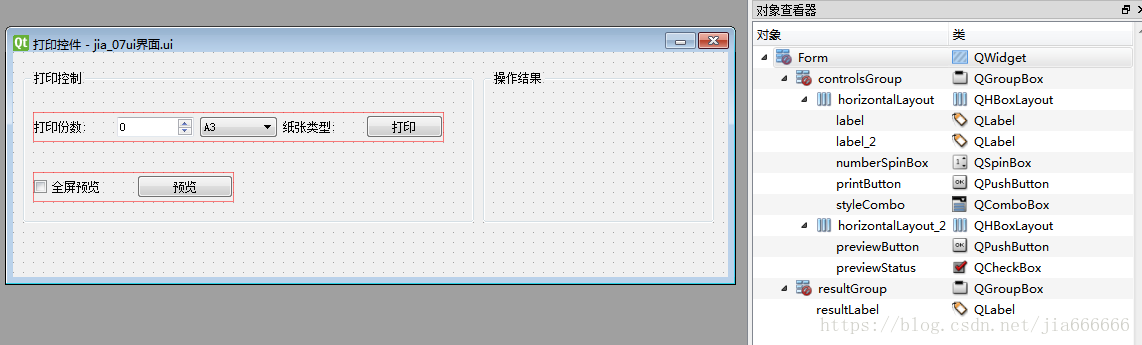 打印控件 - jia_07ui界面.ui
打印控制
操作结果
打印份数:
0
A3
纸张类型:
打印
全屏预览
预览
对象查看器
对象 类
Form QWidget
controlsGroup QGroupBox
horizontalLayout QHBoxLayout
label QLabel
label_2 QLabel
numberSpinBox QSpinBox
printButton QPushButton
styleCombo QComboBox
horizontalLayout_2 QHBoxLayout
previewButton QPushButton
previewStatus QCheckBox
resultGroup QGroupBox
resultLabel QLabel
https://blog.csdn.net/jia666666